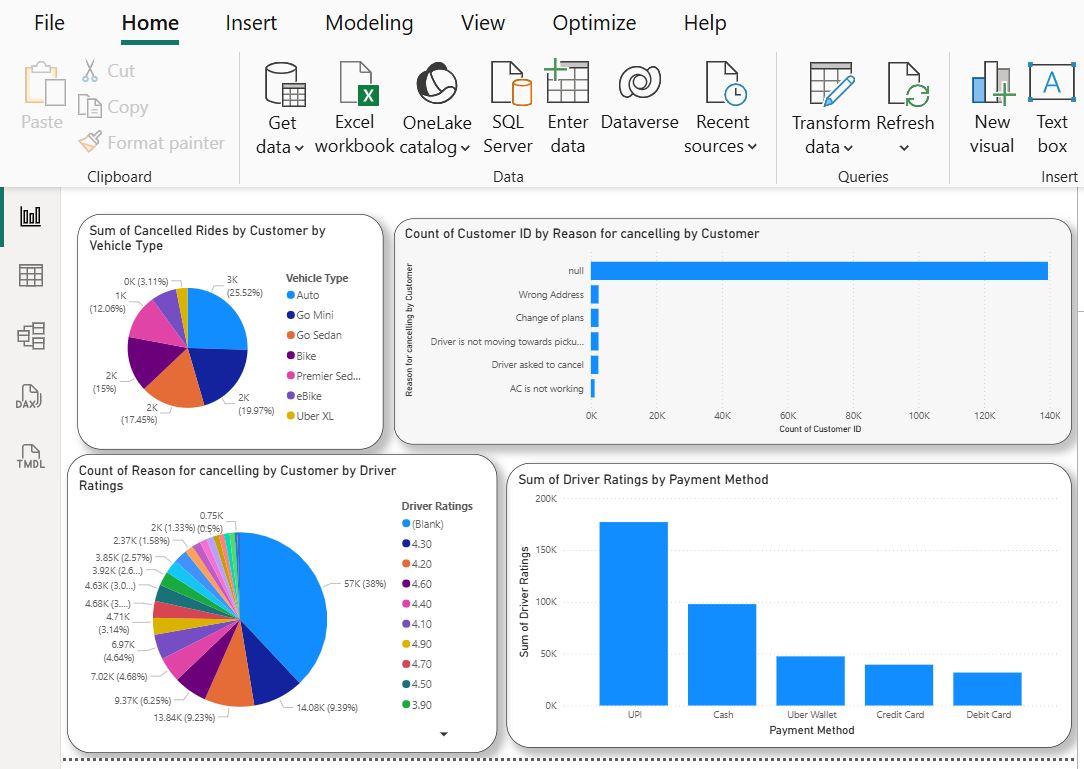 File Home Insert Modeling View Optimize Help
Paste
Cut
Copy
Format painter
Clipboard
Get
data
Excel
workbook
OneLake
catalog
SQL
Server
Enter
data
Dataverse
Recent
sources
Data
Transform
data
Refresh
Queries
New
visual
A
Text
box
Insert
DAX
TMDL
Sum of Cancelled Rides by Customer by
Vehicle Type
0K (3.11%)
1K
(12.06%)
2K
(15%)
2K
(17.45%)
3K
(25.52%)
2K
(19.97%)
Vehicle Type
Auto
Go Mini
Go Sedan
Bike
Premier Sed...
eBike
Uber XL
Count of Customer ID by Reason for cancelling by Customer
Reason for cancelling by Customer
null
Wrong Address
Change of plans
Driver is not moving towards picku...
Driver asked to cancel
AC is not working
0K 20K 40K 60K 80K 100K 120K 140K
Count of Customer ID
Count of Reason for cancelling by Customer by Driver
Ratings
0.75K
(0.5%)
2K (1.33%)
2.37K (1.58%)
3.85K (2.57%)
3.92K (2.6...)
4.63K (3.0...)
4.68K (3....)
4.71K
(3.14%)
6.97K
(4.64%)
7.02K (4.68%)
9.37K (6.25%)
13.84K (9.23%)
14.08K (9.39%)
57K (38%)
Driver Ratings
(Blank)
4.30
4.20
4.60
4.40
4.10
4.90
4.70
4.50
3.90
Sum of Driver Ratings by Payment Method
Sum of Driver Ratings
200K
150K
100K
50K
0K
UPI Cash Uber Wallet Credit Card Debit Card
Payment Method